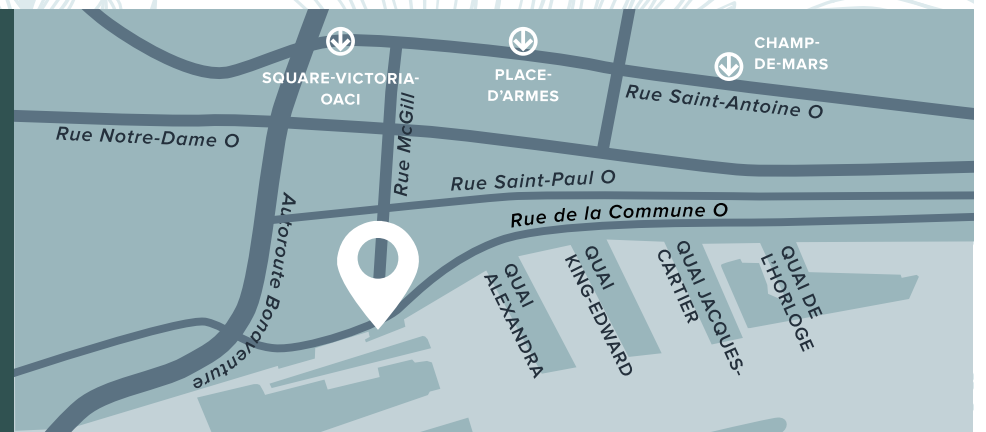 CHAMP-
DE-MARS
SQUARE-VICTORIA-
OACI
PLACE-
D'ARMES
Rue Saint-Antoine O
Rue McGill
Rue Notre-Dame O
Rue Saint-Paul O
Rue de la Commune O
Autoroute Bonaventure
QUAI
ALEXANDRA
QUAI
KING-EDWARD
QUAI JACQUES-
CARTIER
QUAI DE
L'HORLOGE